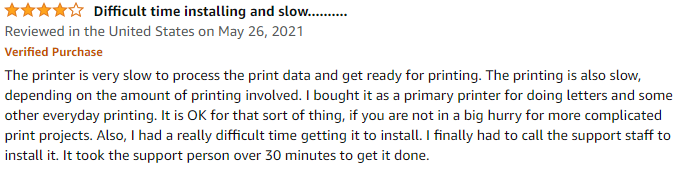 Difficult time installing and slow..........
Reviewed in the United States on May 26, 2021
Verified Purchase
The printer is very slow to process the print data and get ready for printing. The printing is also slow,
depending on the amount of printing involved. I bought it as a primary printer for doing letters and some
other everyday printing. It is OK for that sort of thing, if you are not in a big hurry for more complicated
print projects. Also, I had a really difficult time getting it to install. I finally had to call the support staff to
install it. It took the support person over 30 minutes to get it done.